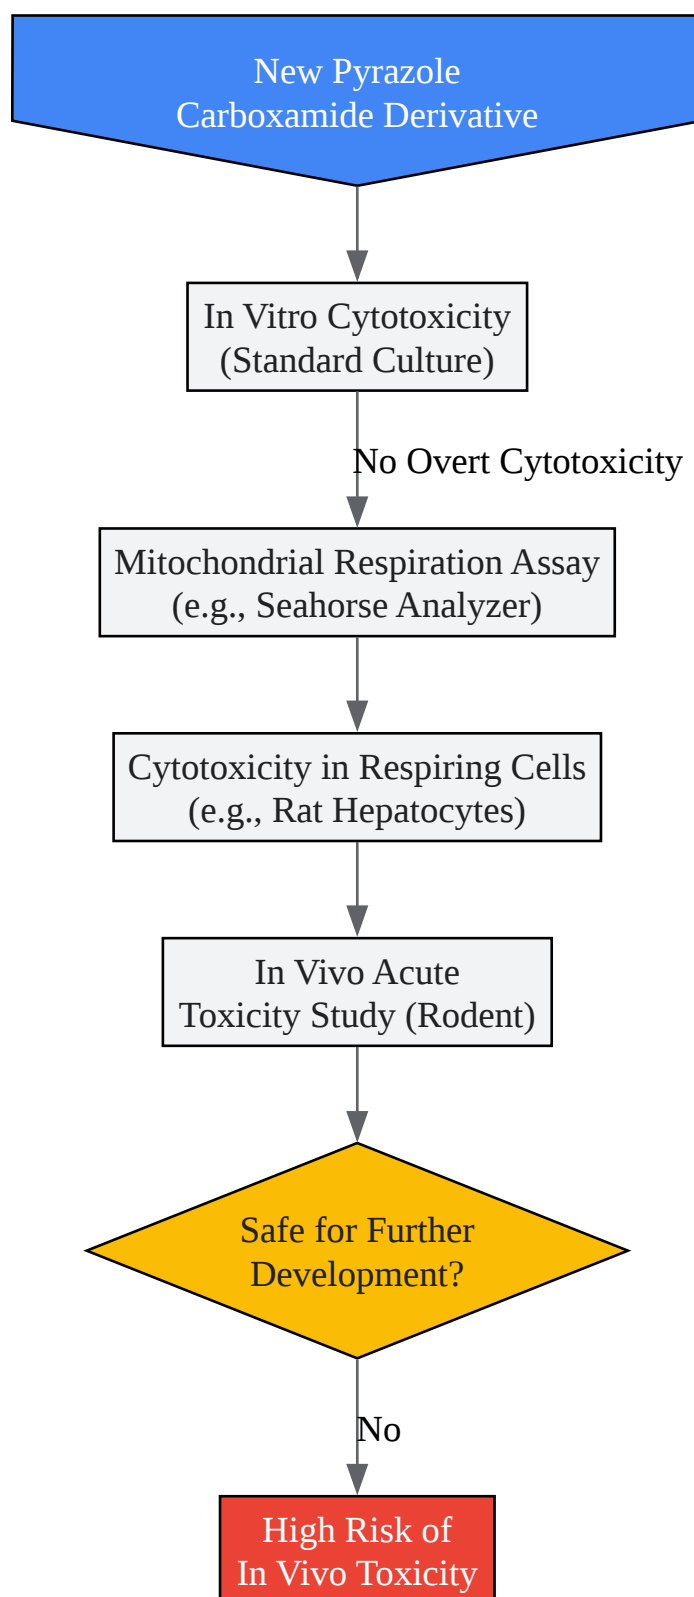 New Pyrazole
Carboxamide Derivative
In Vitro Cytotoxicity
(Standard Culture)
No Overt Cytotoxicity
Mitochondrial Respiration Assay
(e.g., Seahorse Analyzer)
Cytotoxicity in Respiring Cells
(e.g., Rat Hepatocytes)
In Vivo Acute
Toxicity Study (Rodent)
Safe for Further
Development?
No
High Risk of
In Vivo Toxicity